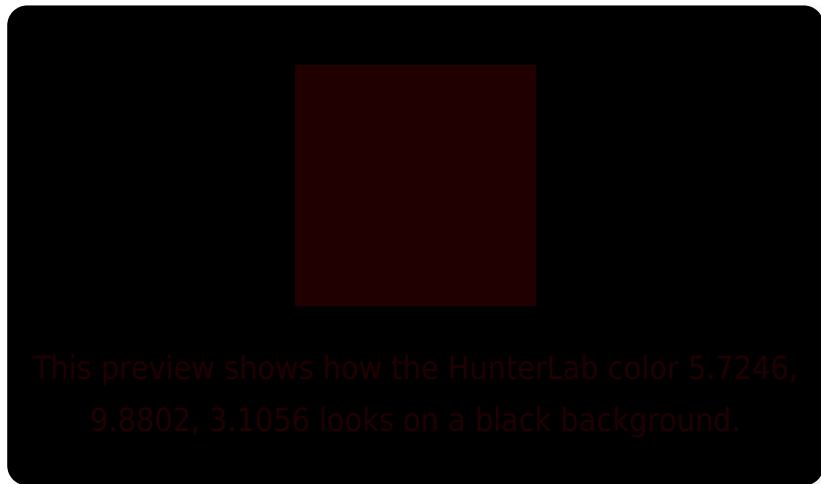 This preview shows how the HunterLab color 5.7246,
9.8802, 3.1056 looks on a black background.